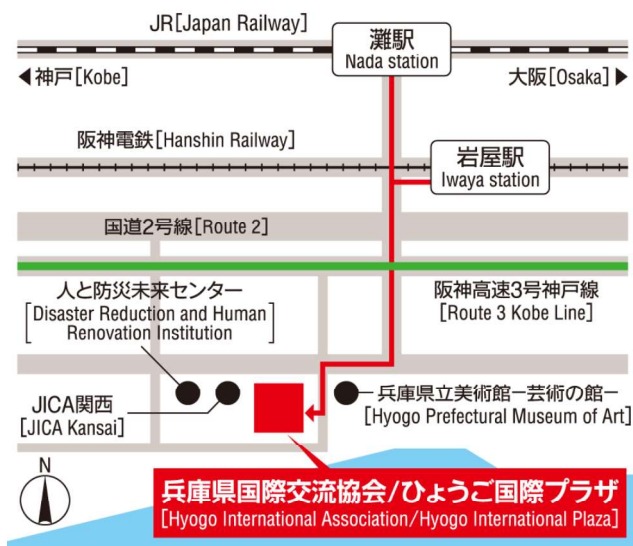 JR[Japan Railway]
灘駅
Nada station
神戸[Kobe]
大阪[Osaka]
阪神電鉄[Hanshin Railway]
岩屋駅
Iwaya station
国道2号線[Route 2]
人と防災未来センター
[Disaster Reduction and Human
Renovation Institution]
阪神高速3号神戸線
[Route 3 Kobe Line]
JICA関西
[JICA Kansai]
兵庫県立美術館−芸術の館−
[Hyogo Prefectural Museum of Art]
N
兵庫県国際交流協会/ひょうご国際プラザ
[Hyogo International Association/Hyogo International Plaza]